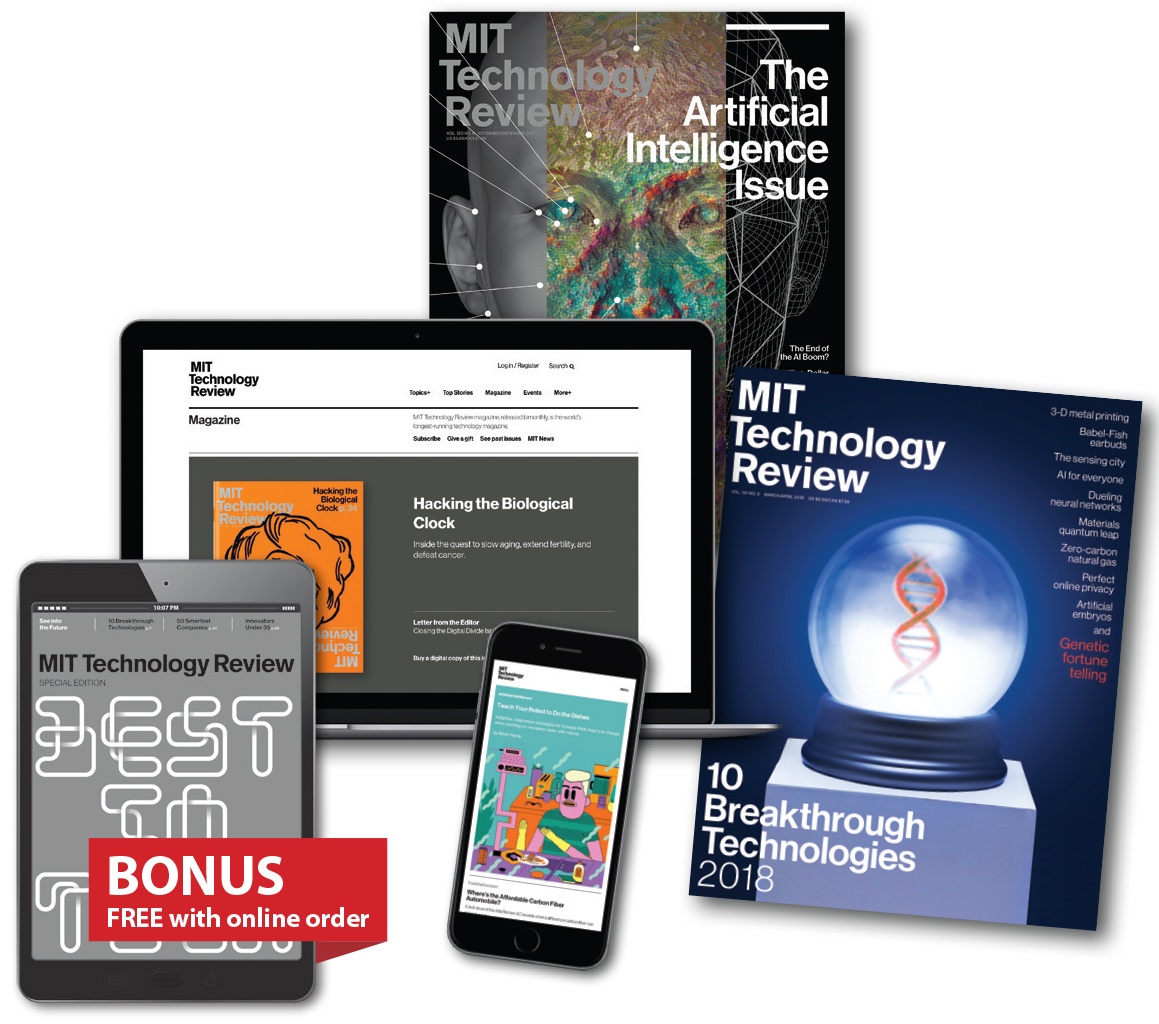 MIT
Technology
Review
The
Artificial
Intelligence
Issue
The End of
the AI Boom?
MIT
Technology
Review
Log in / Register
Search
Topics+
Top Stories
Magazine
Events
More+
Magazine
MIT Technology Review magazine, released bimonthly, is the world's
longest-running technology magazine.
Subscribe
Give a gift
See past issues
MIT News
MIT
Technology
Review
Hacking the
Biological
Clock p. 34
Hacking the Biological
Clock
Inside the quest to slow aging, extend fertility, and
defeat cancer.
Letter from the Editor
Closing the Digital Divide
Buy a digital copy of this
MIT
Technology
Review
MIT
Technology
Review
VOL. 121 NO. 2 MARCH/APRIL 2018
3-D metal printing
Babel-Fish
earbuds
The sensing city
AI for everyone
Dueling
neural networks
Materials
quantum leap
Zero-carbon
natural gas
Perfect
online privacy
Artificial
embryos
and
Genetic
fortune
telling
10
Breakthrough
Technologies
2018
10:07 PM
See into
the Future
10 Breakthrough
Technologies
50 Smartest
Companies
Innovators
Under 35
MIT Technology Review
SPECIAL EDITION
BEST
BONUS
FREE with online order
MIT
Technology
Review
Teach Your Robot to Do the Dishes
Where's the Affordable Carbon Fiber
Automobile?